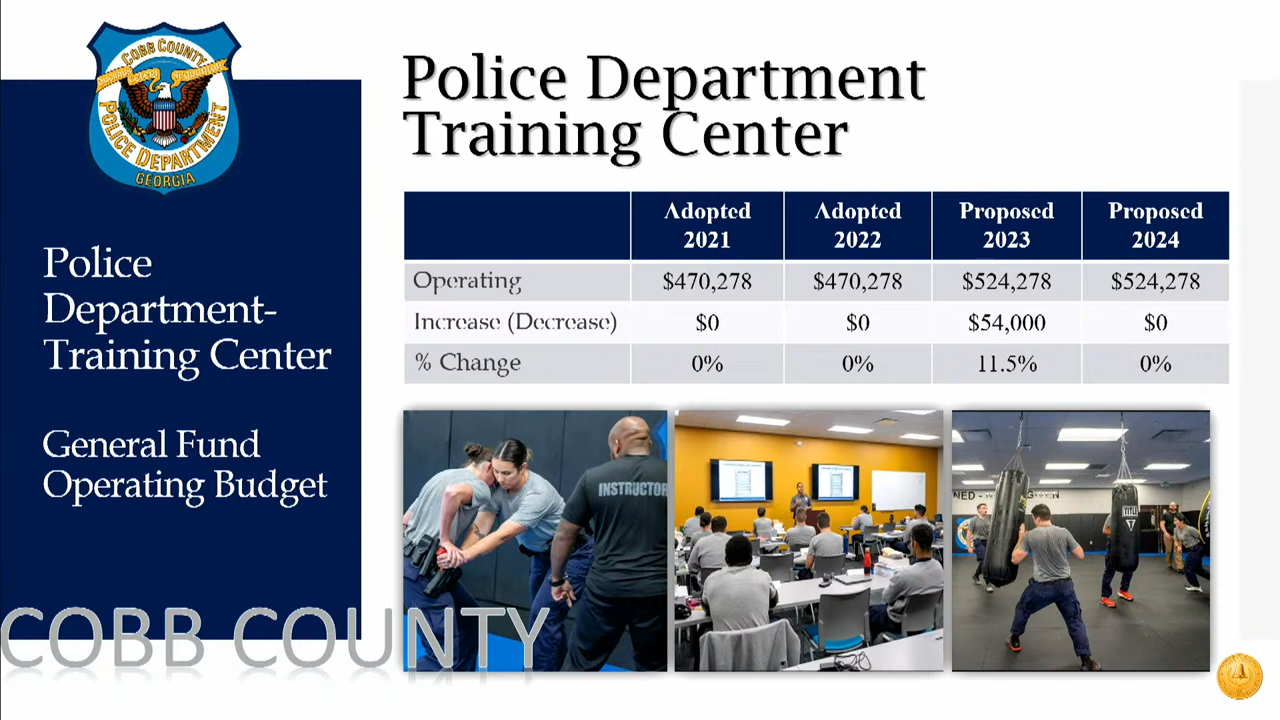 COBB COUNTY
POLICE DEPARTMENT
GEORGIA
Police
Department-
Training Center
General Fund
Operating Budget
Police Department
Training Center
Adopted 2021 Adopted 2022 Proposed 2023 Proposed 2024
Operating $470,278 $470,278 $524,278 $524,278
Increase (Decrease) $0 $0 $54,000 $0
% Change 0% 0% 11.5% 0%
INSTRUCTOR
TITLE
COBB COUNTY